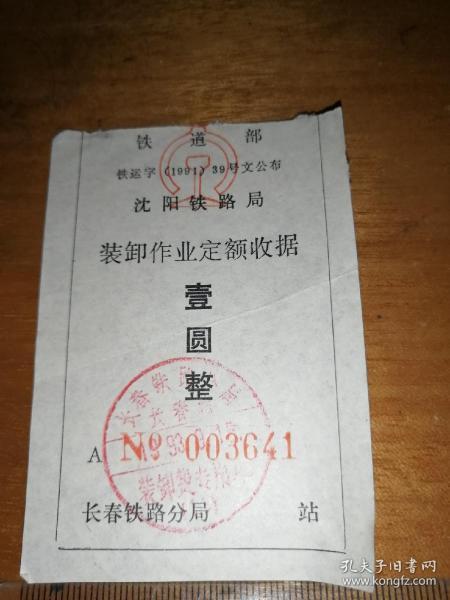 铁 道 部
铁运字(1991)39号文公布
沈阳铁路局
装卸作业定额收据
壹
圆
整
A № 003641
长春铁路分局 站
孔夫子旧书网
www.kongfz.com